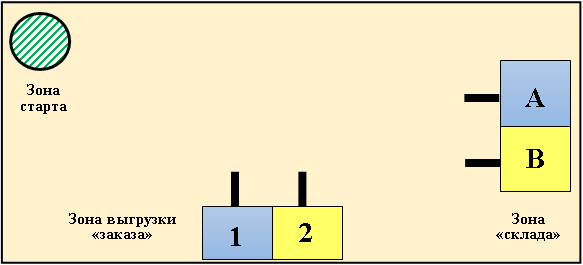 Зона
старта
A
B
Зона выгрузки
«заказа»
1
2
Зона
«склада»